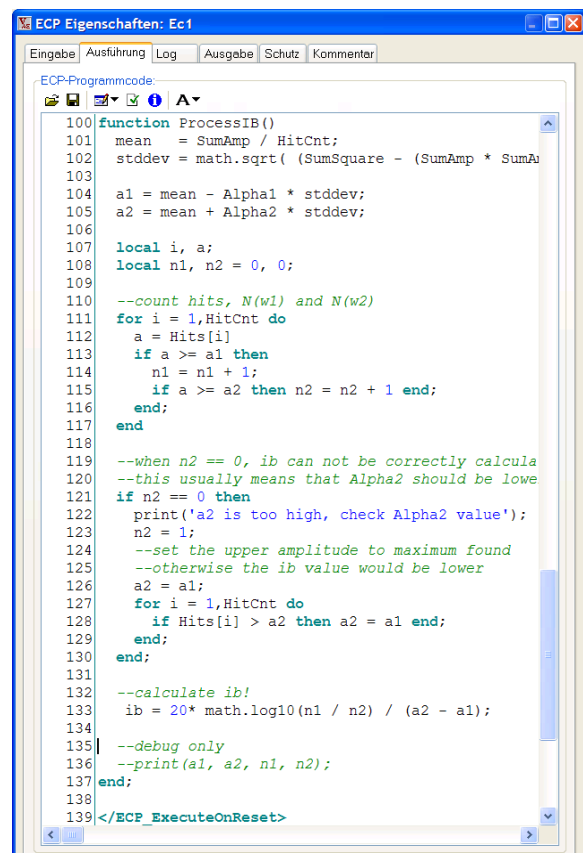 ECP Eigenschaften: Ec1
Eingabe Ausführung Log Ausgabe Schutz Kommentar
ECP-Programmcode:
A
100 function ProcessIB()
101 mean = SumAmp / HitCnt;
102 stddev = math.sqrt( (SumSquare - (SumAmp *
103
104 a1 = mean - Alpha1 * stddev;
105 a2 = mean + Alpha2 * stddev;
106
107 local i, a;
108 local n1, n2 = 0, 0;
109
110 --count hits, N(w1) and N(w2)
111 for i = 1,HitCnt do
112 a = Hits[i]
113 if a >= a1 then
114 n1 = n1 + 1;
115 if a >= a2 then n2 = n2 + 1 end;
116 end;
117 end
118
119 --when n2 == 0, ib can not be correctly calcula
120 --this usually means that Alpha2 should be lowe
121 if n2 == 0 then
122 print('a2 is too high, check Alpha2 value');
123 n2 = 1;
124 --set the upper amplitude to maximum found
125 --otherwise the ib value would be lower
126 a2 = a1;
127 for i = 1,HitCnt do
128 if Hits[i] > a2 then a2 = a1 end;
129 end;
130 end;
131
132 --calculate ib!
133 ib = 20* math.log10(n1 / n2) / (a2 - a1);
134
135 --debug only
136 --print(a1, a2, n1, n2);
137 end;
138
139 </ECP_ExecuteOnReset>